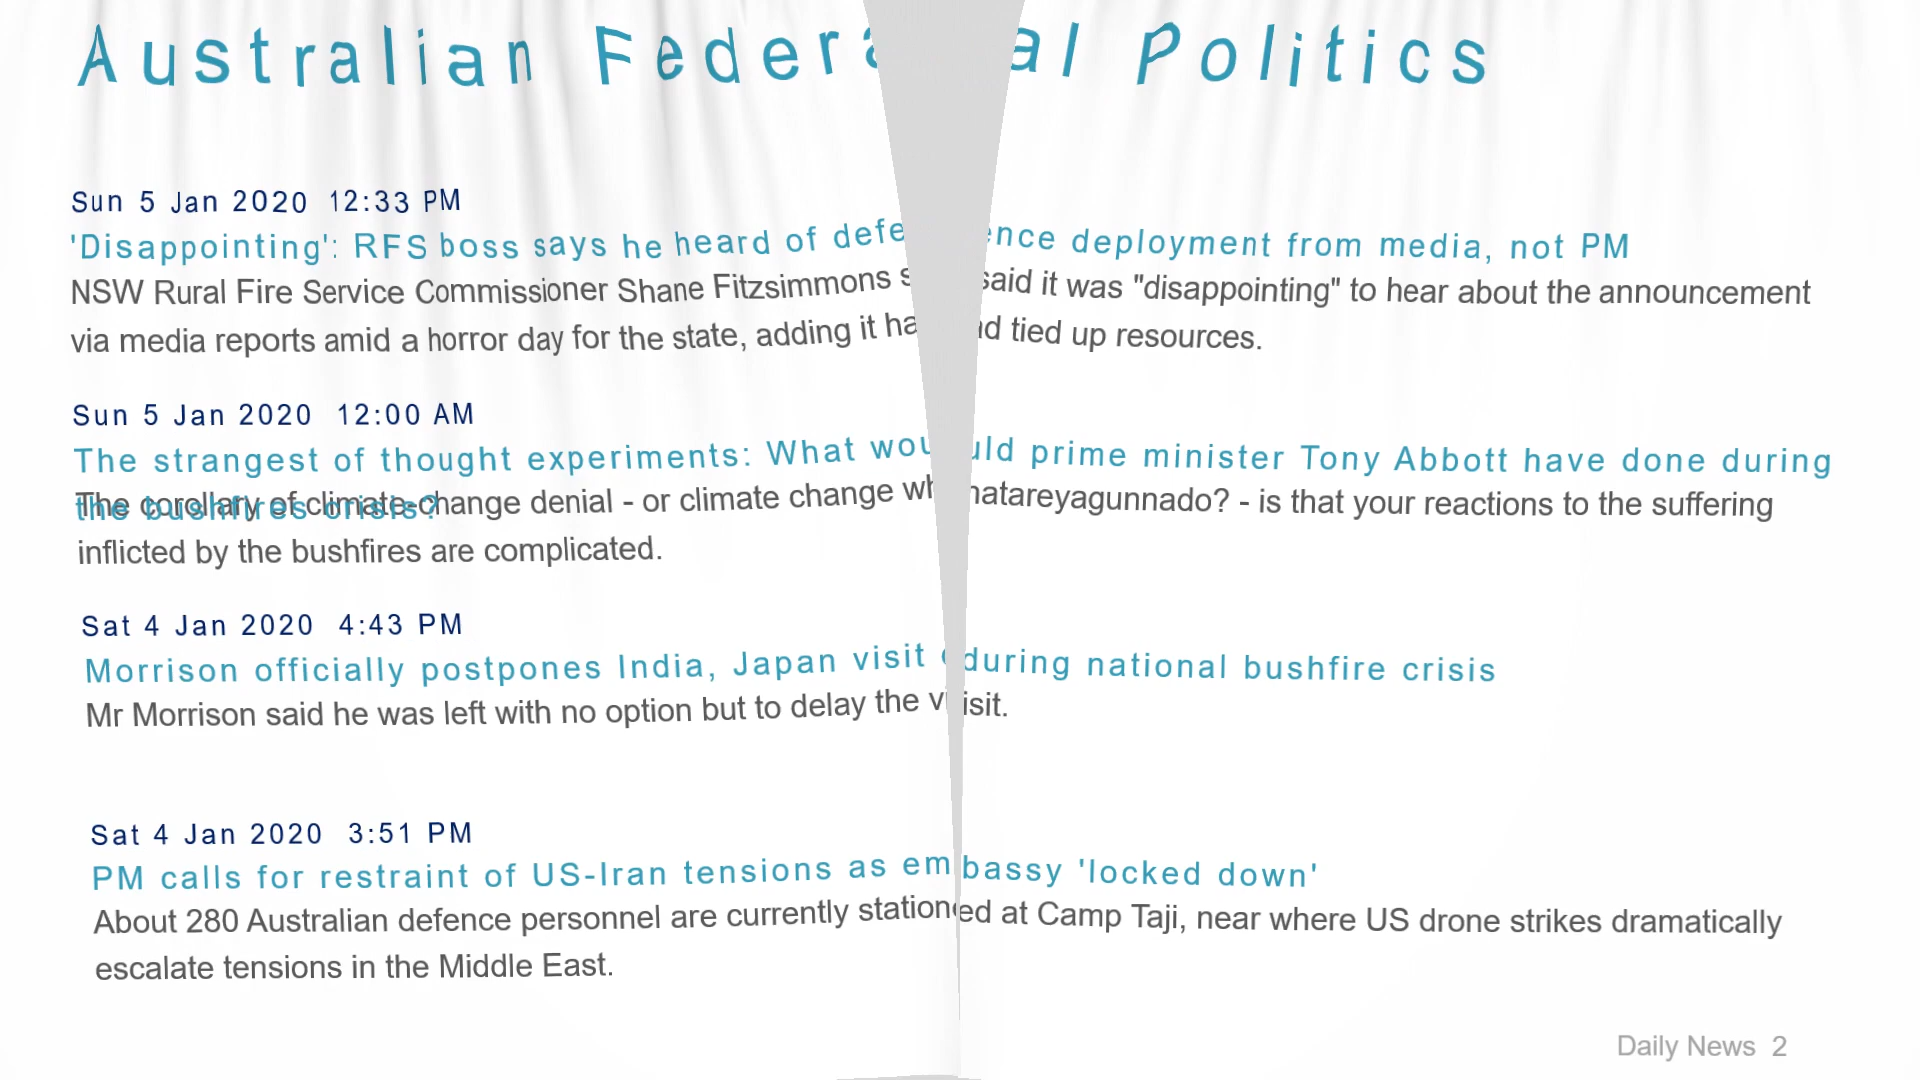 Australian Federal Politics
Sun 5 Jan 2020 12:33 PM
'Disappointing': RFS boss says he heard of defence deployment from media, not PM
NSW Rural Fire Service Commissioner Shane Fitzsimmons said it was "disappointing" to hear about the announcement
via media reports amid a horror day for the state, adding it had tied up resources.
Sun 5 Jan 2020 12:00 AM
The strangest of thought experiments: What would prime minister Tony Abbott have done during
the bushfires crisis?
The corollary of climate-change denial - or climate change whatareyagunnado? - is that your reactions to the suffering
inflicted by the bushfires are complicated.
Sat 4 Jan 2020 4:43 PM
Morrison officially postpones India, Japan visit during national bushfire crisis
Mr Morrison said he was left with no option but to delay the visit.
Sat 4 Jan 2020 3:51 PM
PM calls for restraint of US-Iran tensions as embassy 'locked down'
About 280 Australian defence personnel are currently stationed at Camp Taji, near where US drone strikes dramatically
escalate tensions in the Middle East.
Daily News 2